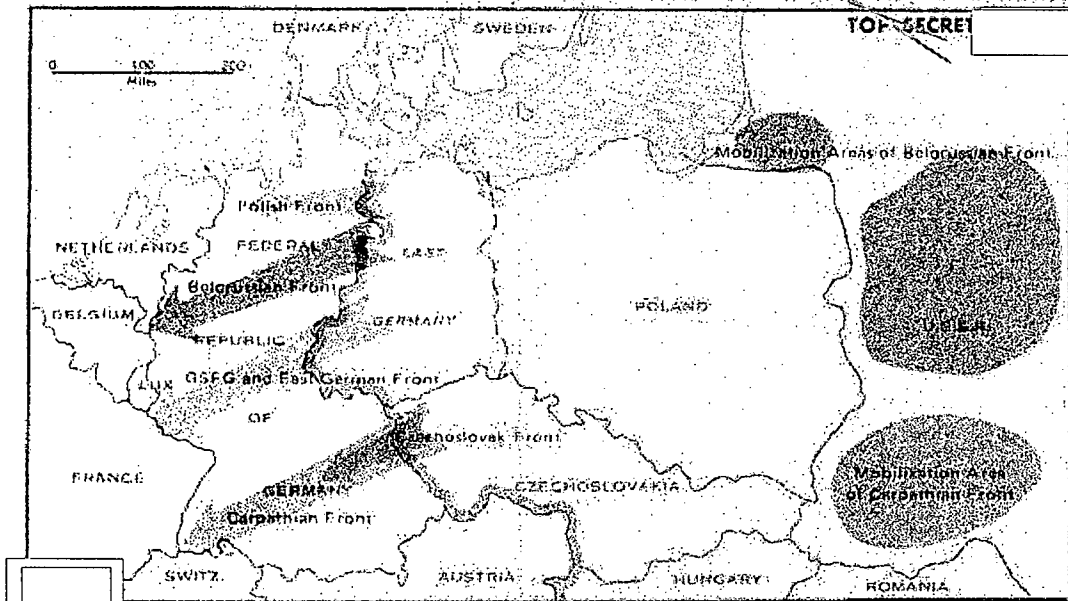 DENMARK
SWEDEN
TOP SECRET
0 100 200
Miles
Mobilization Areas of Belorussian Front
Polish Front
NETHERLANDS
FEDERAL
EAST
Belorussian Front
BELGIUM
GERMANY
POLAND
U.S.S.R.
REPUBLIC
LUX
GSFG and East German Front
OF
Czechoslovak Front
FRANCE
GERMANY
CZECHOSLOVAKIA
Mobilization Area
of Carpathian Front
Carpathian Front
SWITZ.
AUSTRIA
HUNGARY
ROMANIA